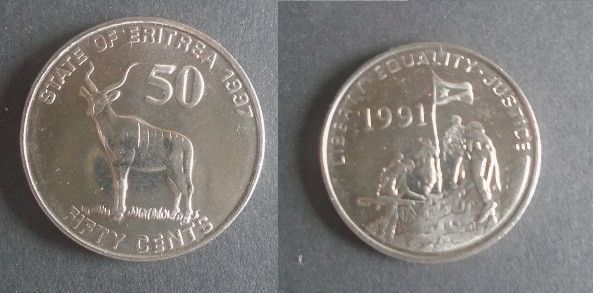 STATE OF ERITREA 1997
50
FIFTY CENTS
LIBERTY·EQUALITY·JUSTICE
1991